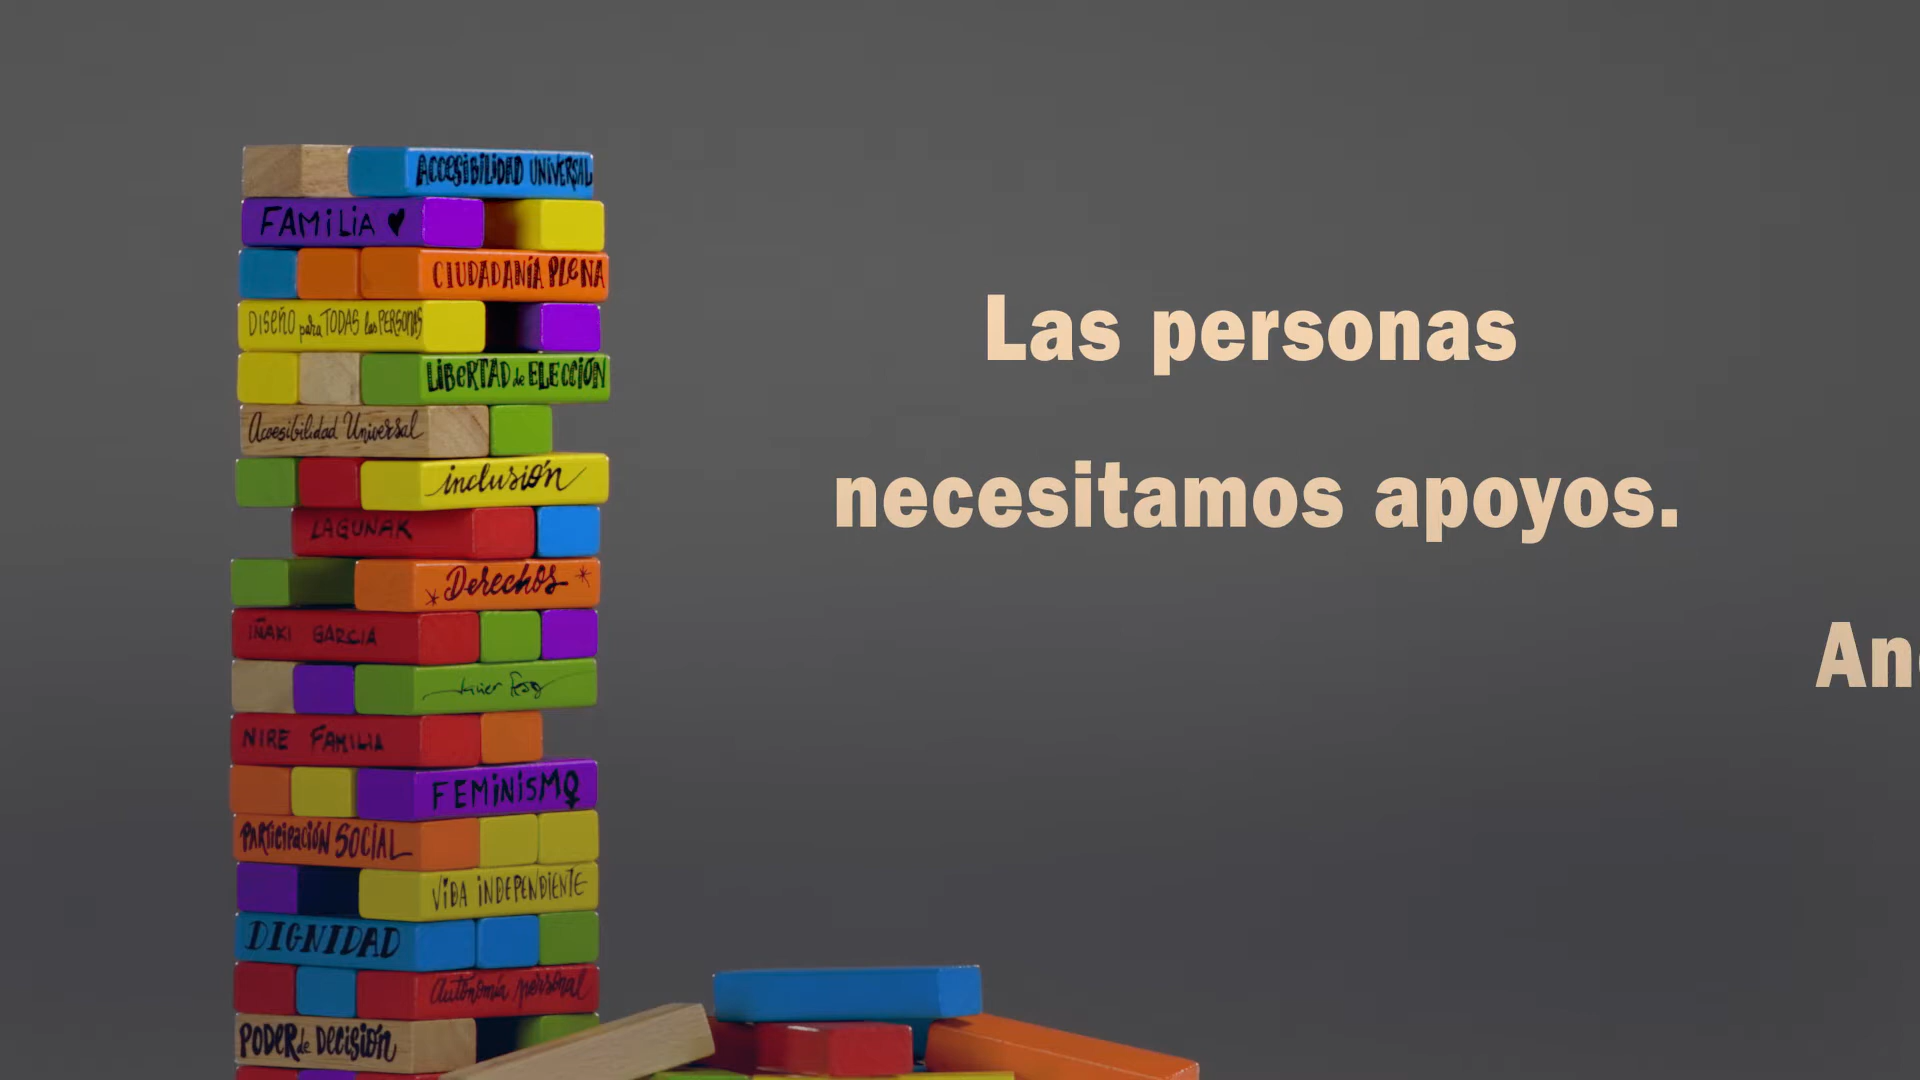 ACCESIBILIDAD UNIVERSAL
FAMiLiA
CIUDADANÍA PLENA
DISEÑO para TODAS las PERSONAS
LIBERTAD de ELECCIÓN
Accesibilidad Universal
inclusión
LAGUNAK
Derechos
IÑAKI GARCIA
NIRE FAMILIA
FEMiNiSMO
PARTICIPACIÓN SOCIAL
ViDA iNDEPENDIENTE
DIGNIDAD
Autonomía personal
PODER de DECISIÓN
Las personas
necesitamos apoyos.